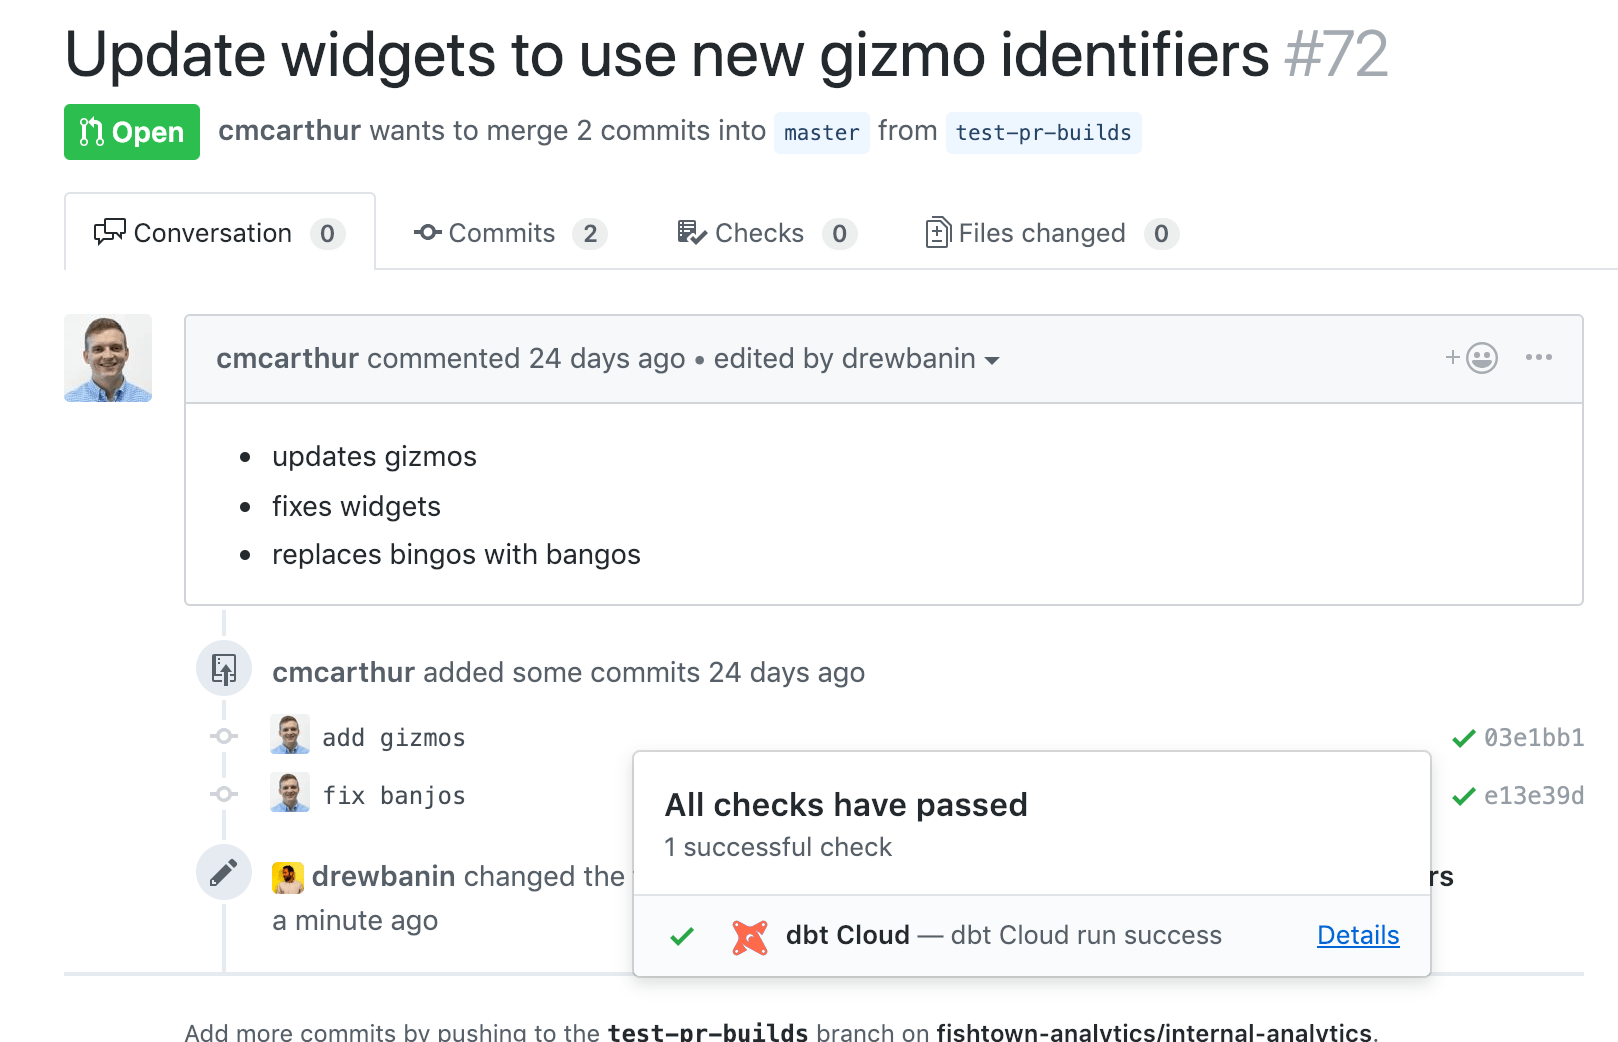 Update widgets to use new gizmo identifiers #72
Open cmcarthur wants to merge 2 commits into master from test-pr-builds
Conversation 0 Commits 2 Checks 0 Files changed 0
cmcarthur commented 24 days ago • edited by drewbanin
• updates gizmos
• fixes widgets
• replaces bingos with bangos
cmcarthur added some commits 24 days ago
add gizmos 03e1bb1
fix banjos e13e39d
All checks have passed
1 successful check
drewbanin changed the rs
a minute ago
dbt Cloud — dbt Cloud run success Details
Add more commits by pushing to the test-pr-builds branch on fishtown-analytics/internal-analytics.